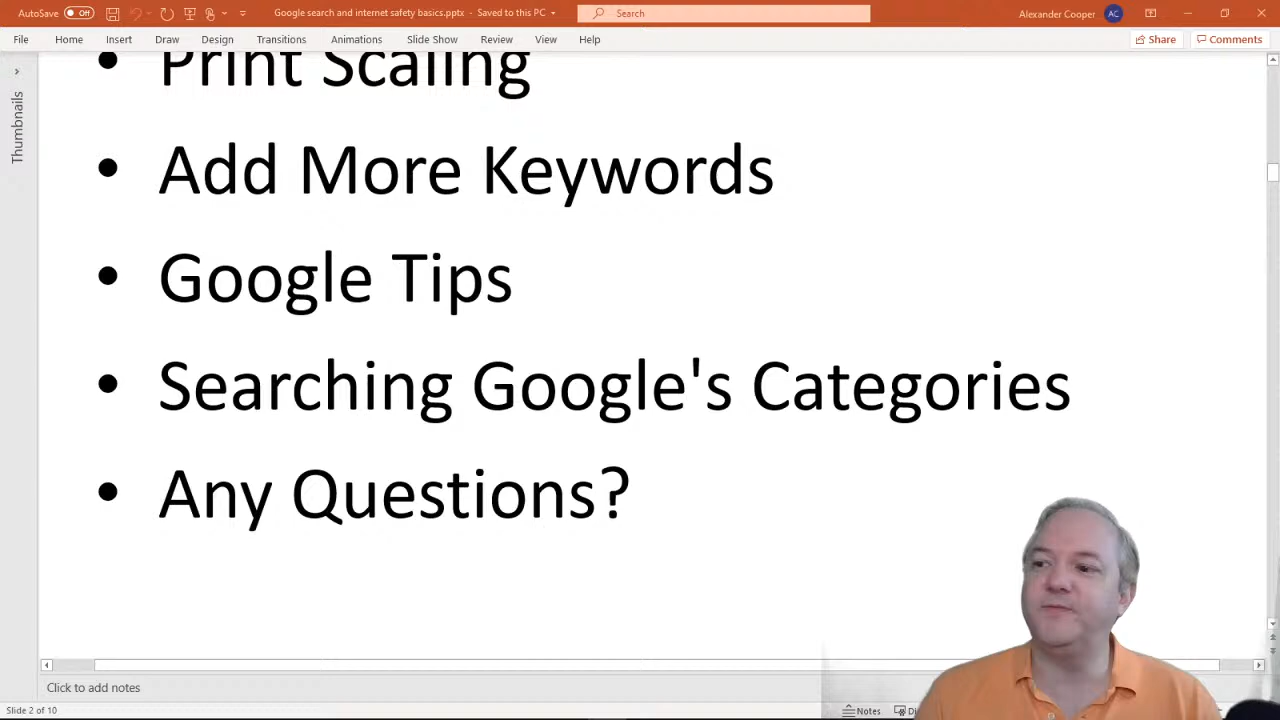 AutoSave Off Google search and internet safety basics.pptx - Saved to this PC Search Alexander Cooper AC
File Home Insert Draw Design Transitions Animations Slide Show Review View Help Share Comments
Thumbnails
• Print Scaling
• Add More Keywords
• Google Tips
• Searching Google's Categories
• Any Questions?
Click to add notes
Slide 2 of 10 Notes